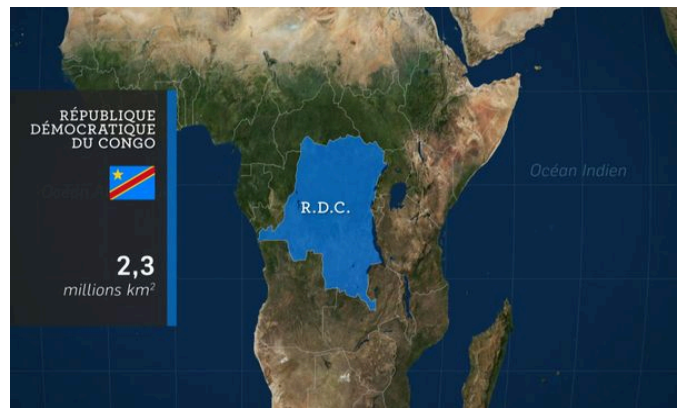 RÉPUBLIQUE
DÉMOCRATIQUE
DU CONGO
2,3
millions km²
R.D.C.
Océan Indien